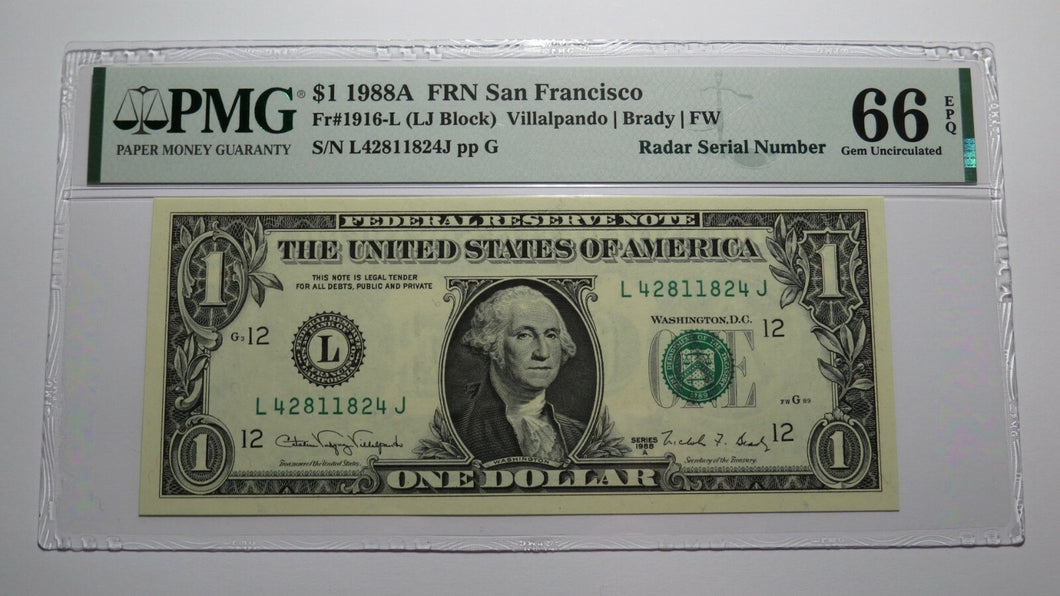 PMG®
PAPER MONEY GUARANTY
$1 1988A FRN San Francisco
Fr#1916-L (LJ Block) Villalpando | Brady | FW
S/N L42811824J pp G
Radar Serial Number
66
EPQ
Gem Uncirculated
FEDERAL RESERVE NOTE
THE UNITED STATES OF AMERICA
1
1
THIS NOTE IS LEGAL TENDER
FOR ALL DEBTS, PUBLIC AND PRIVATE
L 42811824 J
WASHINGTON, D.C.
G3 12
L
12
ONE
1789
L 42811824 J
FW G 89
12
Treasurer of the United States.
SERIES
1988
A
12
Secretary of the Treasury.
1
WASHINGTON
1
ONE DOLLAR